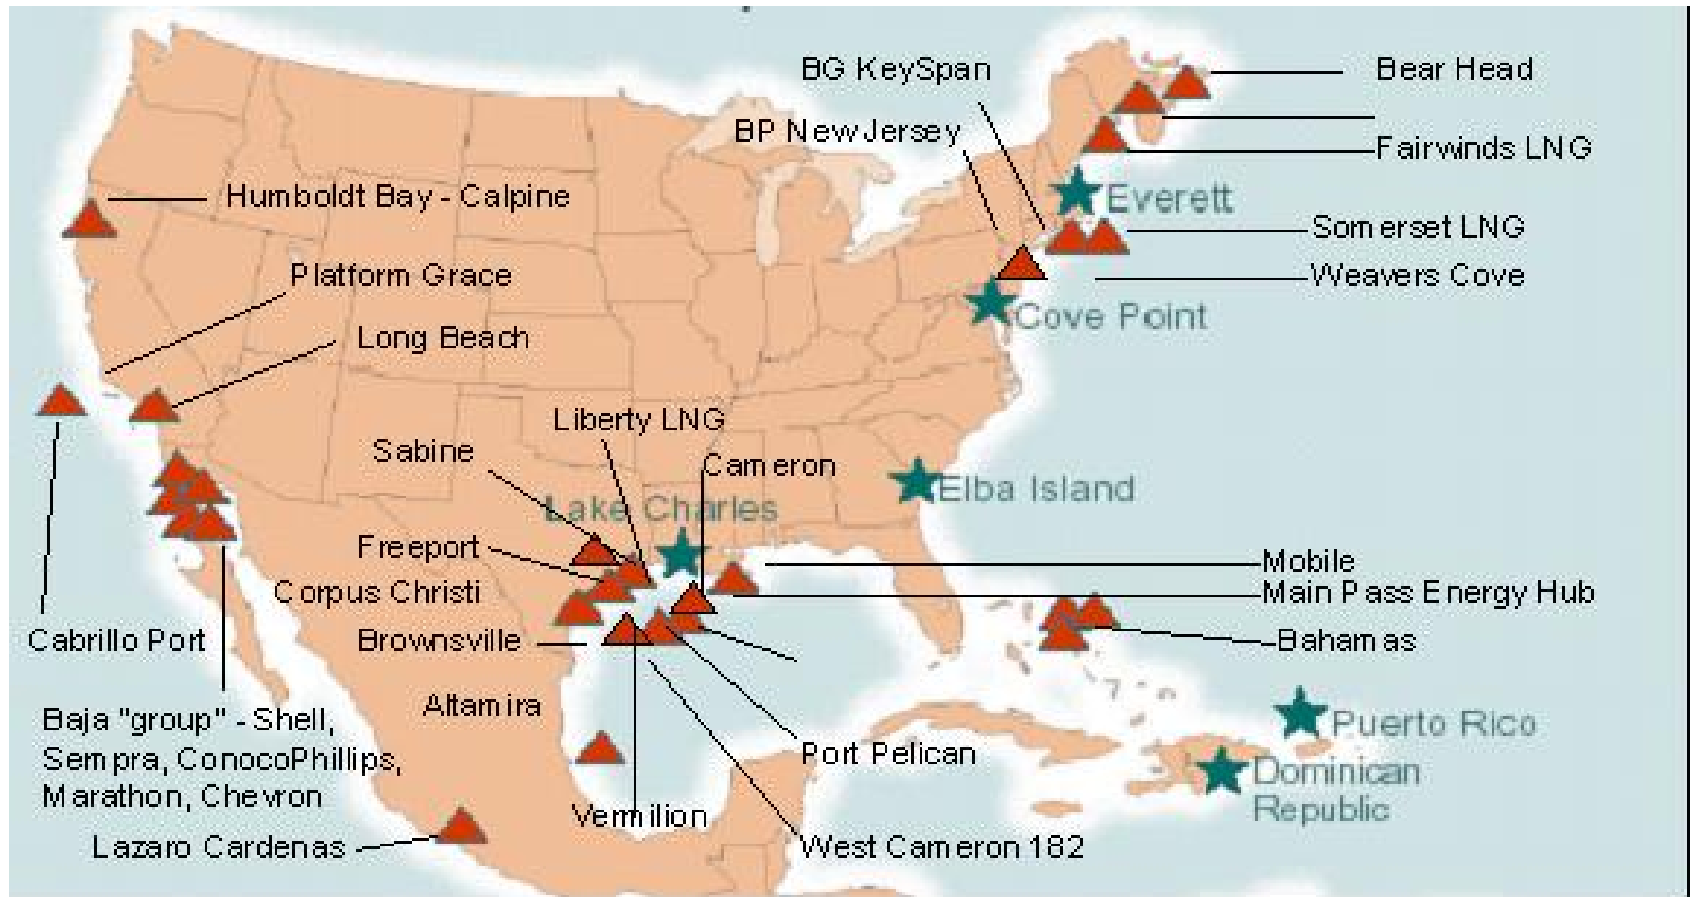 BG KeySpan
Bear Head
BP New Jersey
Fairwinds LNG
Humboldt Bay - Calpine
Everett
Somerset LNG
Platform Grace
Weavers Cove
Cove Point
Long Beach
Liberty LNG
Sabine
Cameron
Elba Island
Lake Charles
Freeport
Mobile
Corpus Christi
Main Pass Energy Hub
Cabrillo Port
Brownsville
Bahamas
Altamira
Baja "group" - Shell,
Sempra, ConocoPhillips,
Marathon, Chevron
Puerto Rico
Port Pelican
Dominican
Republic
Vermilion
Lazaro Cardenas
West Cameron 182